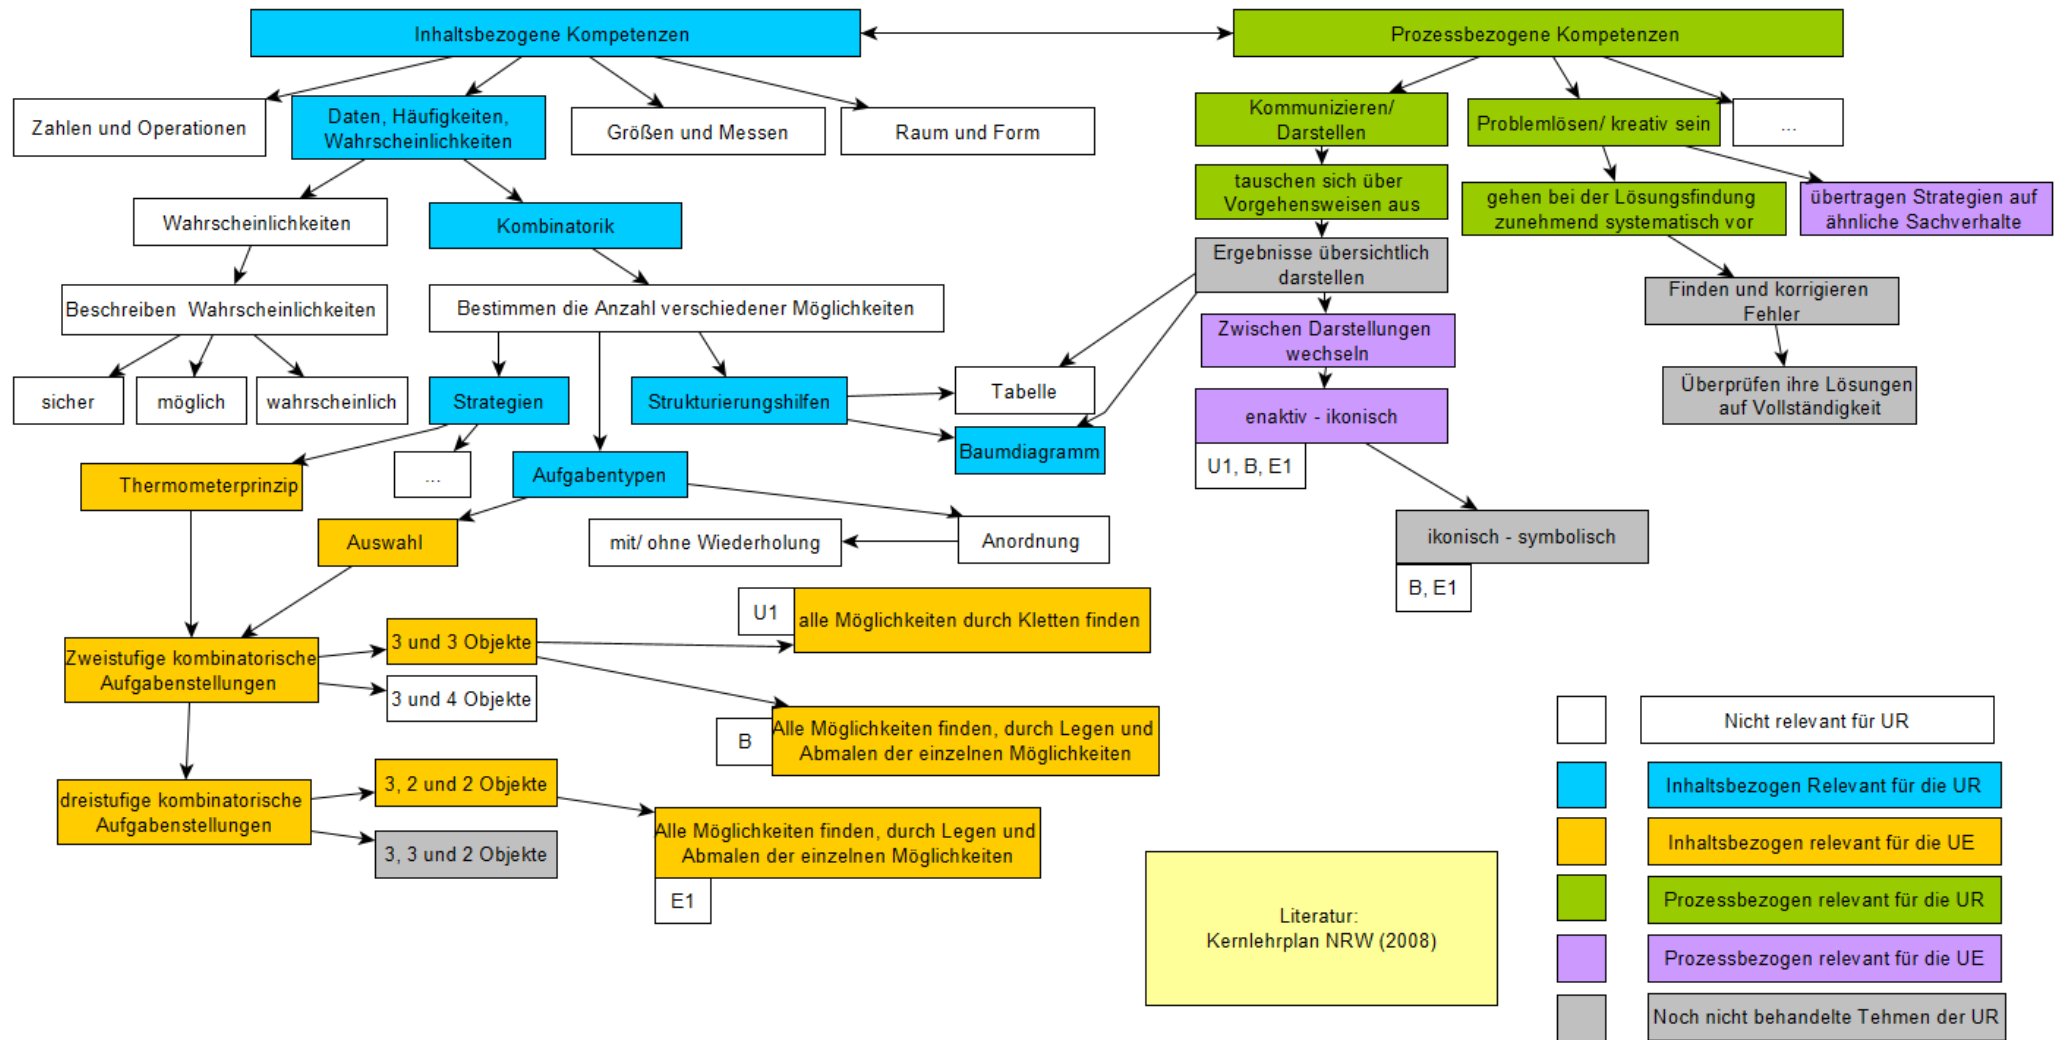 Inhaltsbezogene Kompetenzen
Prozessbezogene Kompetenzen
Zahlen und Operationen
Daten, Häufigkeiten,
Wahrscheinlichkeiten
Größen und Messen
Raum und Form
Kommunizieren/
Darstellen
Problemlösen/ kreativ sein
...
tauschen sich über
Vorgehensweisen aus
gehen bei der Lösungsfindung
zunehmend systematisch vor
übertragen Strategien auf
ähnliche Sachverhalte
Wahrscheinlichkeiten
Kombinatorik
Ergebnisse übersichtlich
darstellen
Beschreiben Wahrscheinlichkeiten
Bestimmen die Anzahl verschiedener Möglichkeiten
Finden und korrigieren
Fehler
Zwischen Darstellungen
wechseln
sicher
möglich
wahrscheinlich
Strategien
Strukturierungshilfen
Tabelle
Überprüfen ihre Lösungen
auf Vollständigkeit
enaktiv - ikonisch
U1, B, E1
Baumdiagramm
Thermometerprinzip
...
Aufgabentypen
Auswahl
mit/ ohne Wiederholung
Anordnung
ikonisch - symbolisch
B, E1
U1
alle Möglichkeiten durch Kletten finden
3 und 3 Objekte
Zweistufige kombinatorische
Aufgabenstellungen
3 und 4 Objekte
B
Alle Möglichkeiten finden, durch Legen und
Abmalen der einzelnen Möglichkeiten
dreistufige kombinatorische
Aufgabenstellungen
3, 2 und 2 Objekte
3, 3 und 2 Objekte
Alle Möglichkeiten finden, durch Legen und
Abmalen der einzelnen Möglichkeiten
E1
Literatur:
Kernlehrplan NRW (2008)
Nicht relevant für UR
Inhaltsbezogen Relevant für die UR
Inhaltsbezogen relevant für die UE
Prozessbezogen relevant für die UR
Prozessbezogen relevant für die UE
Noch nicht behandelte Tehmen der UR